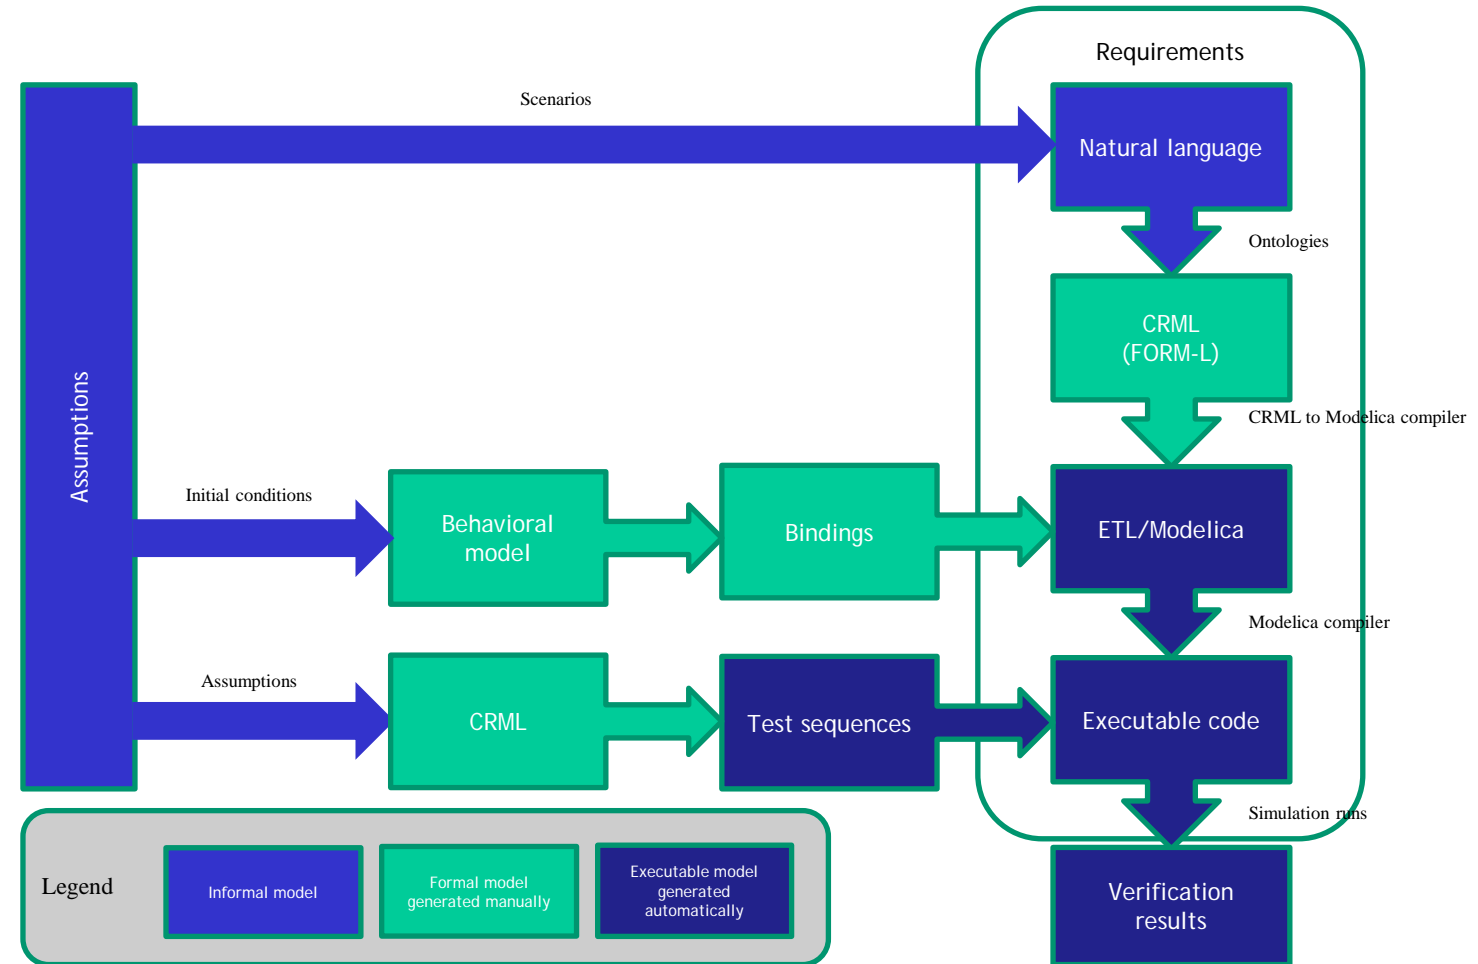 Requirements
Scenarios
Natural language
Ontologies
CRML
(FORM-L)
CRML to Modelica compiler
Assumptions
Initial conditions
Behavioral
model
Bindings
ETL/Modelica
Modelica compiler
Assumptions
CRML
Test sequences
Executable code
Simulation runs
Legend
Informal model
Formal model
generated manually
Executable model
generated
automatically
Verification
results